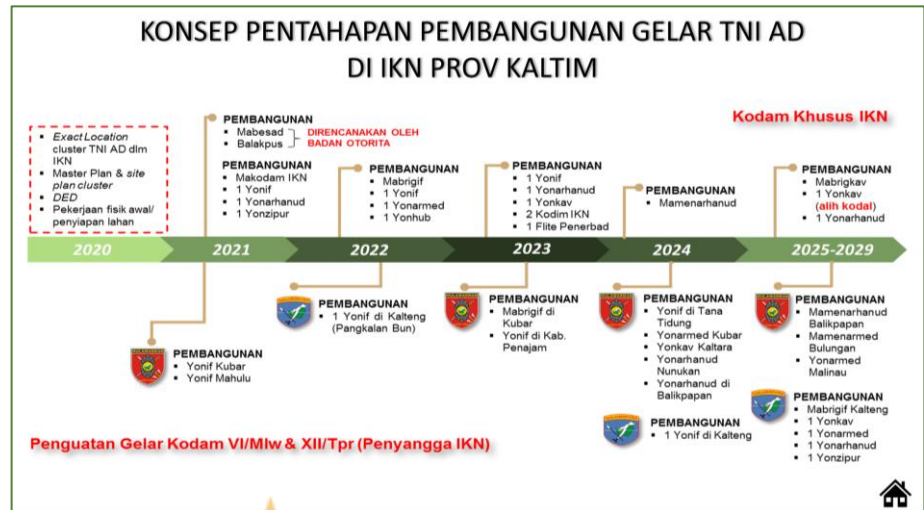 KONSEP PENTAHAPAN PEMBANGUNAN GELAR TNI AD
DI IKN PROV KALTIM
Kodam Khusus IKN
▪ Exact Location
cluster TNI AD dlm
IKN
▪ Master Plan & site
plan cluster
▪ DED
▪ Pekerjaan fisik awal/
penyiapan lahan
PEMBANGUNAN
▪ Mabesad
▪ Balakpus
DIRENCANAKAN OLEH
BADAN OTORITA
PEMBANGUNAN
▪ Makodam IKN
▪ 1 Yonif
▪ 1 Yonarhanud
▪ 1 Yonzipur
PEMBANGUNAN
▪ Mabrigif
▪ 1 Yonif
▪ 1 Yonarmed
▪ 1 Yonhub
PEMBANGUNAN
▪ 1 Yonif
▪ 1 Yonarhanud
▪ 1 Yonkav
▪ 2 Kodim IKN
▪ 1 Flite Penerbad
PEMBANGUNAN
▪ Mamenarhanud
PEMBANGUNAN
▪ Mabrigkav
▪ 1 Yonkav
(alih kodal)
▪ 1 Yonarhanud
2020
2021
2022
2023
2024
2025-2029
PEMBANGUNAN
▪ Yonif Kubar
▪ Yonif Mahulu
PEMBANGUNAN
▪ 1 Yonif di Kalteng
(Pangkalan Bun)
PEMBANGUNAN
▪ Mabrigif di
Kubar
▪ Yonif di Kab.
Penajam
PEMBANGUNAN
▪ Yonif di Tana
Tidung
▪ Yonarmed Kubar
▪ Yonkav Kaltara
▪ Yonarhanud
Nunukan
▪ Yonarhanud di
Balikpapan
PEMBANGUNAN
▪ 1 Yonif di Kalteng
PEMBANGUNAN
▪ Mamenarhanud
Balikpapan
▪ Mamenarmed
Bulungan
▪ Yonarmed
Malinau
PEMBANGUNAN
▪ Mabrigif Kalteng
▪ 1 Yonkav
▪ 1 Yonarmed
▪ 1 Yonarhanud
▪ 1 Yonzipur
Penguatan Gelar Kodam VI/Mlw & XII/Tpr (Penyangga IKN)